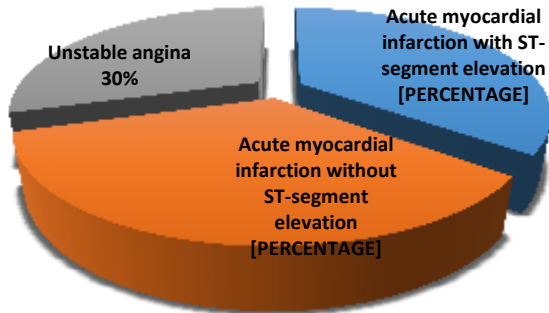 Unstable angina
30%
Acute myocardial
infarction with ST-
segment elevation
[PERCENTAGE]
Acute myocardial
infarction without
ST-segment
elevation
[PERCENTAGE]